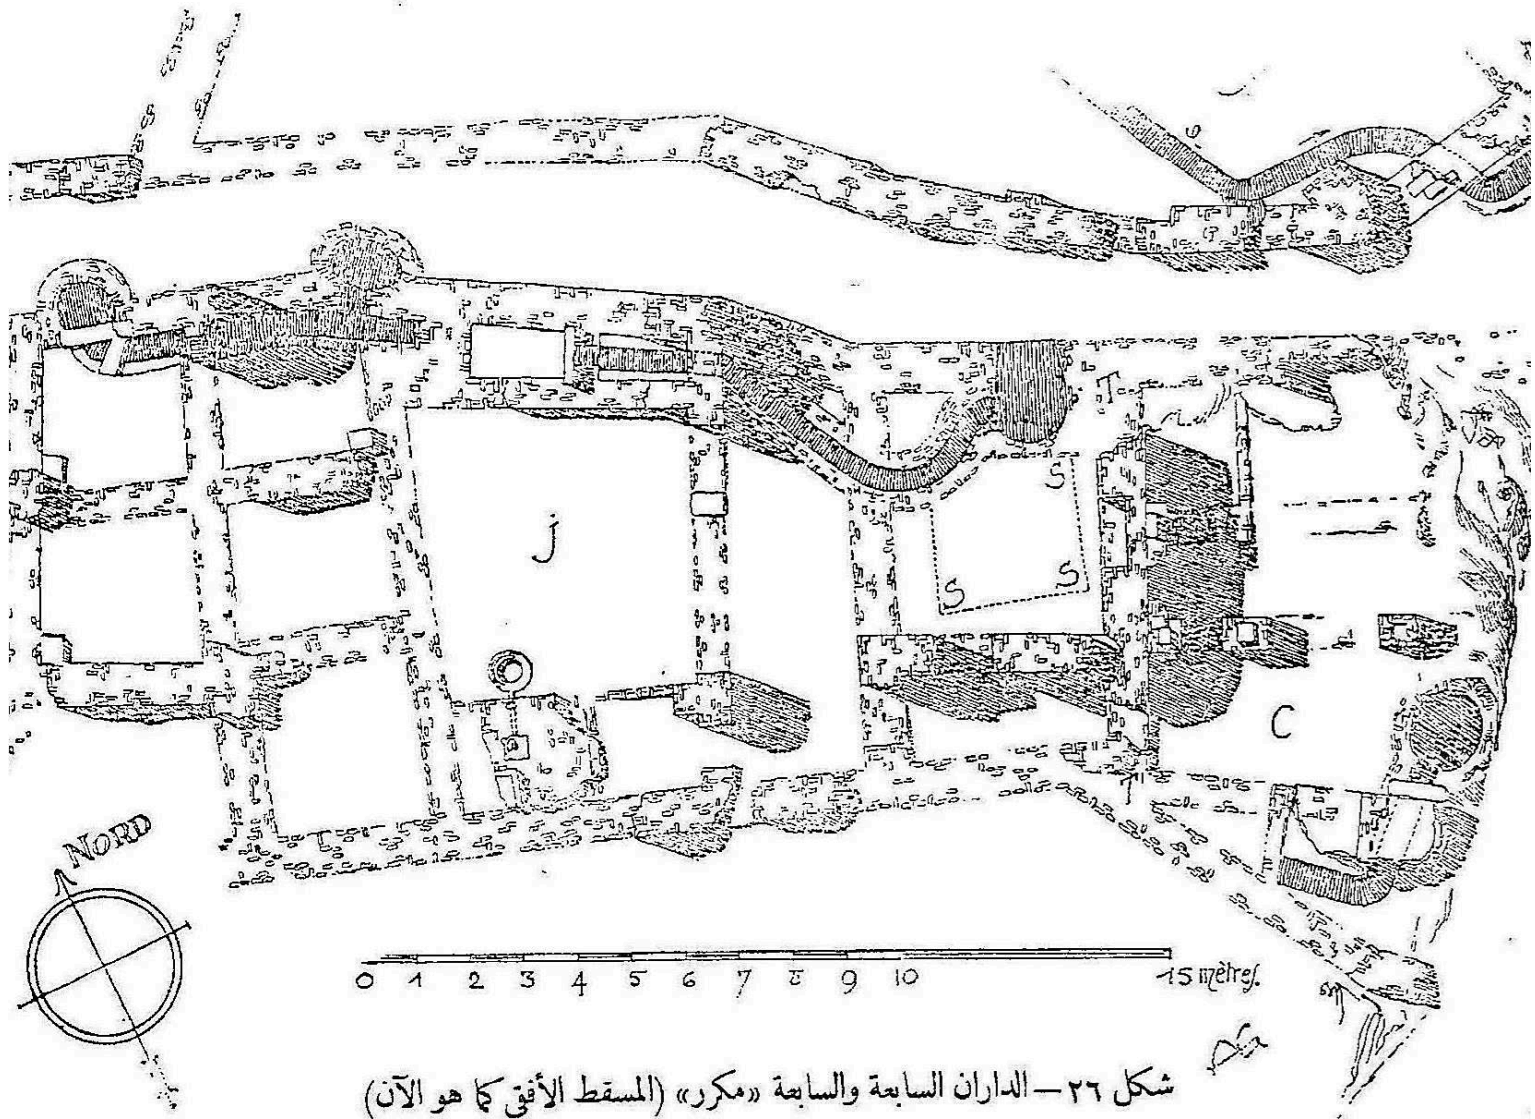 T
S
j
S
S
C
T
NORD
0 1 2 3 4 5 6 7 8 9 10 15 mètres.
شكل ٢٦ – الداران السابعة والسابعة «مكرر» (المسقط الأفقى كما هو الآن)